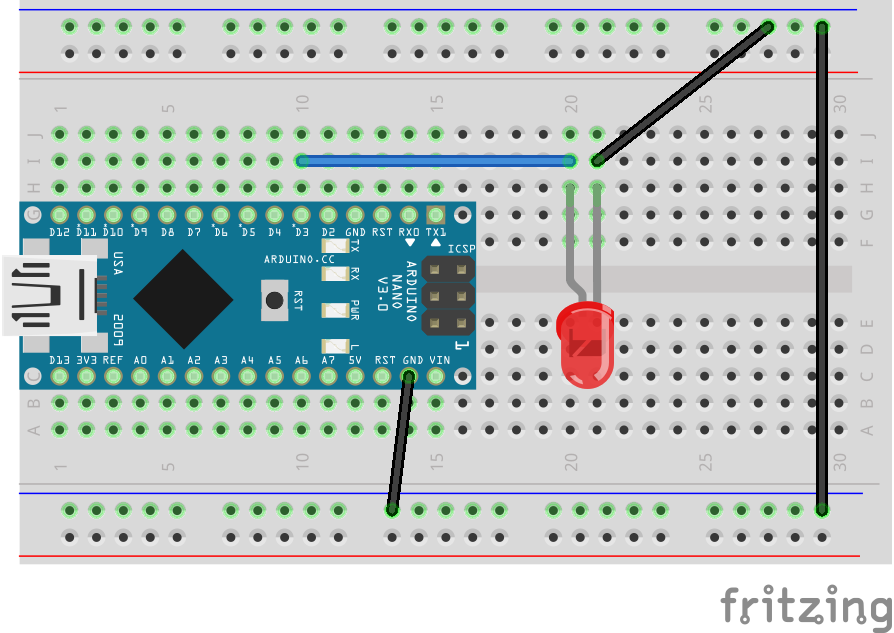 1 5 10 15 20 25 30
J J
I I
H H
G G
F
D12 D11 D10 D9 D8 D7 D6 D5 D4 D3 D2 GND RST RX0 TX1
TX
RX
PWR
L
USA
2009
RST
ARDUINO.CC
ICSP
ARDUINO
NANO
V3.0
1
E
D
D13 3V3 REF A0 A1 A2 A3 A4 A5 A6 A7 5V RST GND VIN
C C
B B
A A
1 5 10 15 20 25 30
fritzing